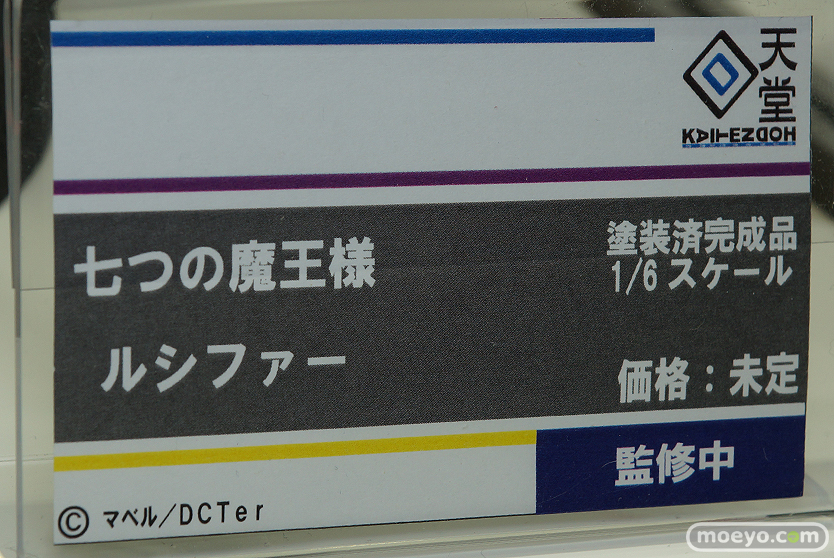 天堂
KAITENDOH
七つの魔王様
塗装済完成品
1/6 スケール
ルシファー
価格：未定
監修中
© マベル／DCTer
moeyo.com